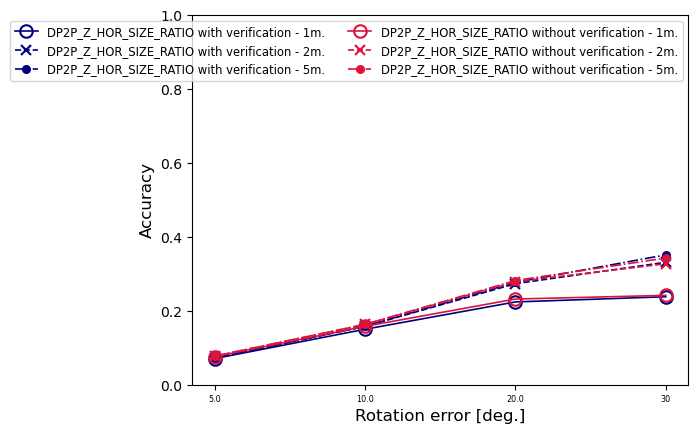 1.0
DP2P_Z_HOR_SIZE_RATIO with verification - 1m.
DP2P_Z_HOR_SIZE_RATIO with verification - 2m.
DP2P_Z_HOR_SIZE_RATIO with verification - 5m.
DP2P_Z_HOR_SIZE_RATIO without verification - 1m.
DP2P_Z_HOR_SIZE_RATIO without verification - 2m.
DP2P_Z_HOR_SIZE_RATIO without verification - 5m.
0.8
0.6
0.4
0.2
0.0
Accuracy
5.0 10.0 20.0 30
Rotation error [deg.]